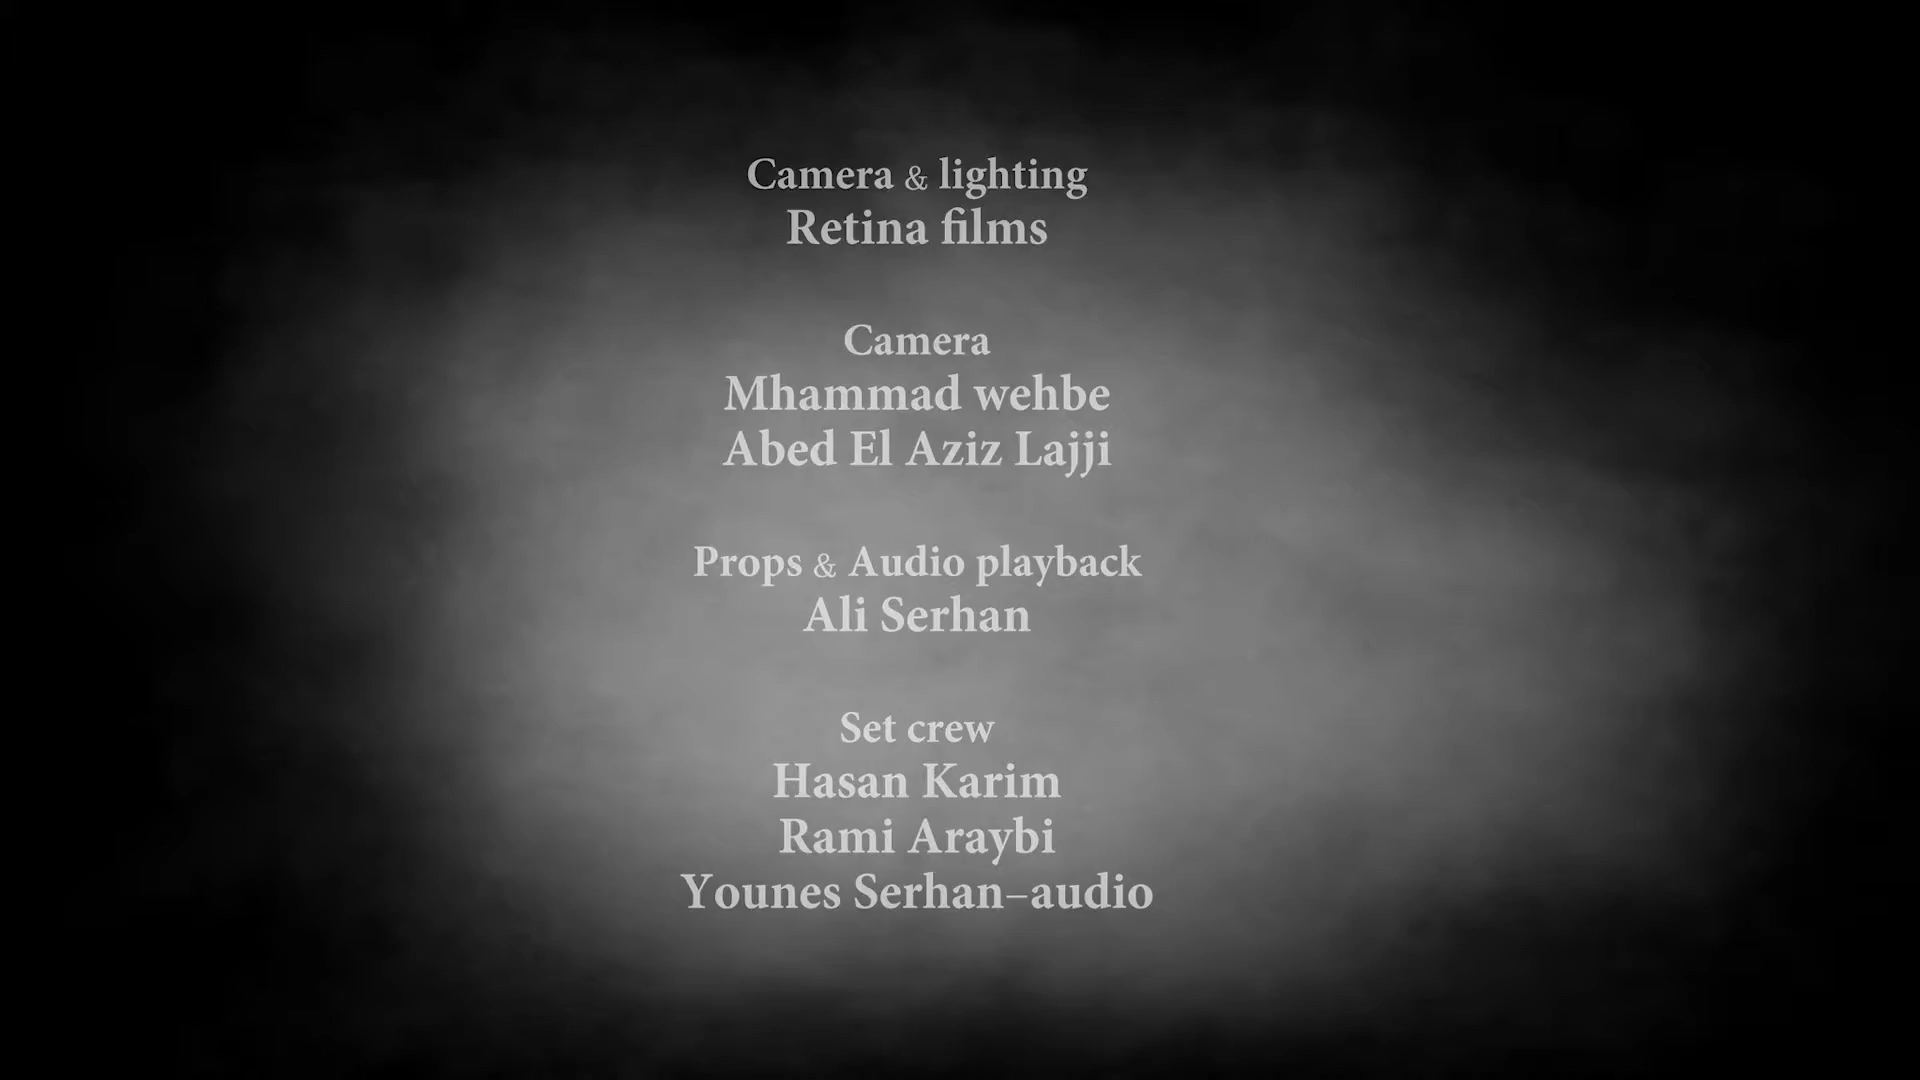 Camera & lighting
Retina films
Camera
Mhammad wehbe
Abed El Aziz Lajji
Props & Audio playback
Ali Serhan
Set crew
Hasan Karim
Rami Araybi
Younes Serhan–audio